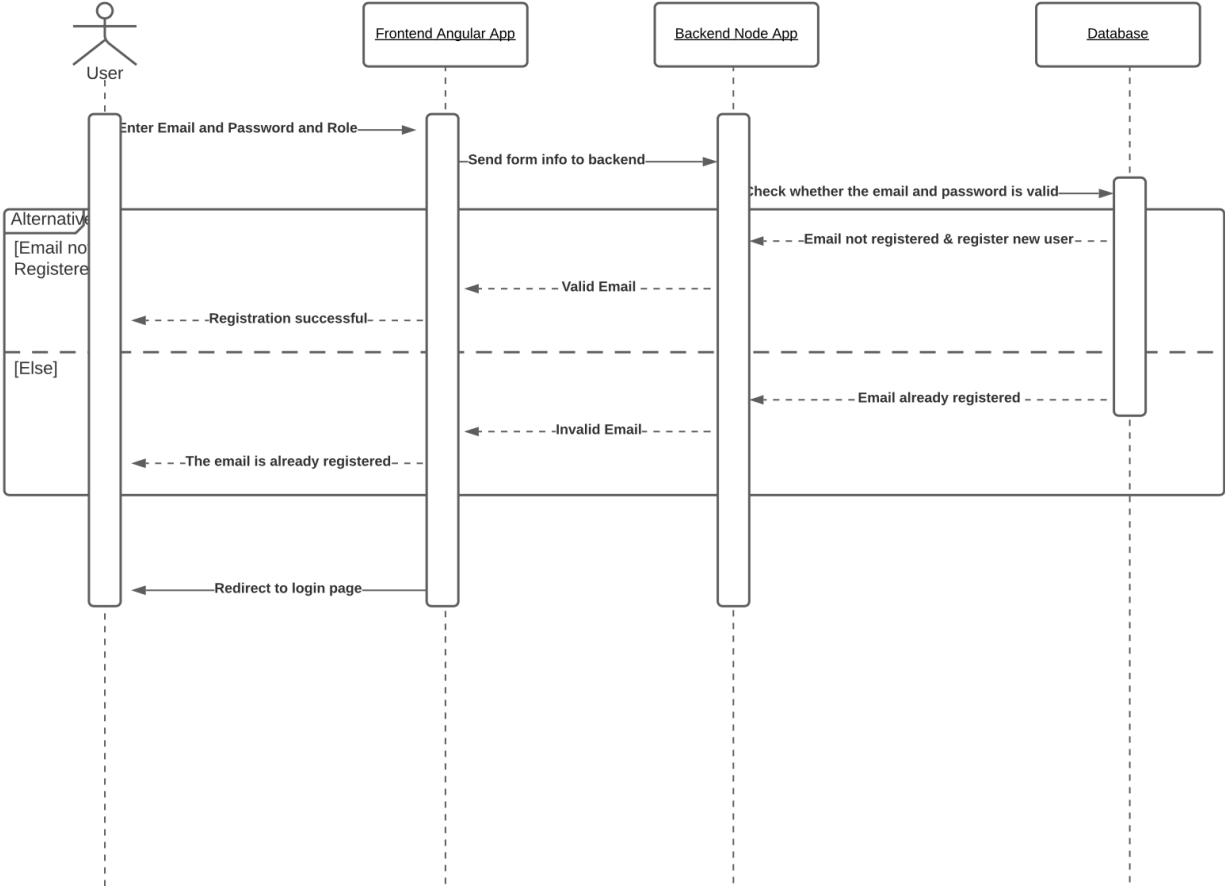 User
Frontend Angular App
Backend Node App
Database
Enter Email and Password and Role
Send form info to backend
Check whether the email and password is valid
Alternative
[Email no
Registere
Email not registered & register new user
Valid Email
Registration successful
[Else]
Email already registered
Invalid Email
The email is already registered
Redirect to login page